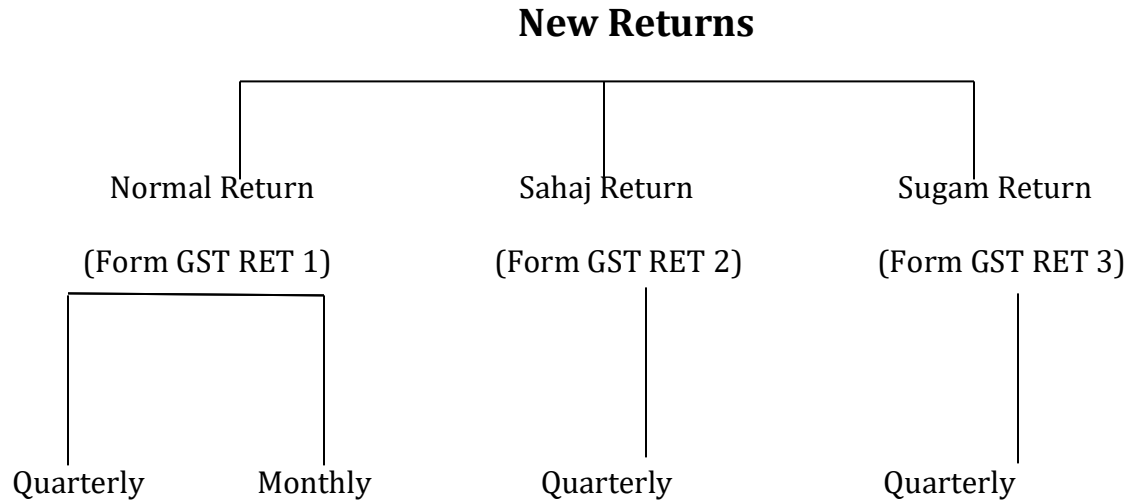 New Returns
Normal Return Sahaj Return Sugam Return
(Form GST RET 1) (Form GST RET 2) (Form GST RET 3)
Quarterly Monthly Quarterly Quarterly